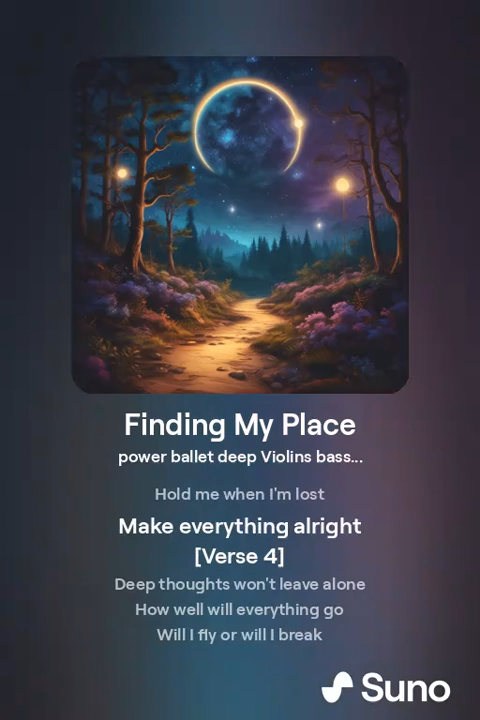 Finding My Place
power ballet deep Violins bass...
Hold me when I'm lost
Make everything alright
[Verse 4]
Deep thoughts won't leave alone
How well will everything go
Will I fly or will I break
Suno